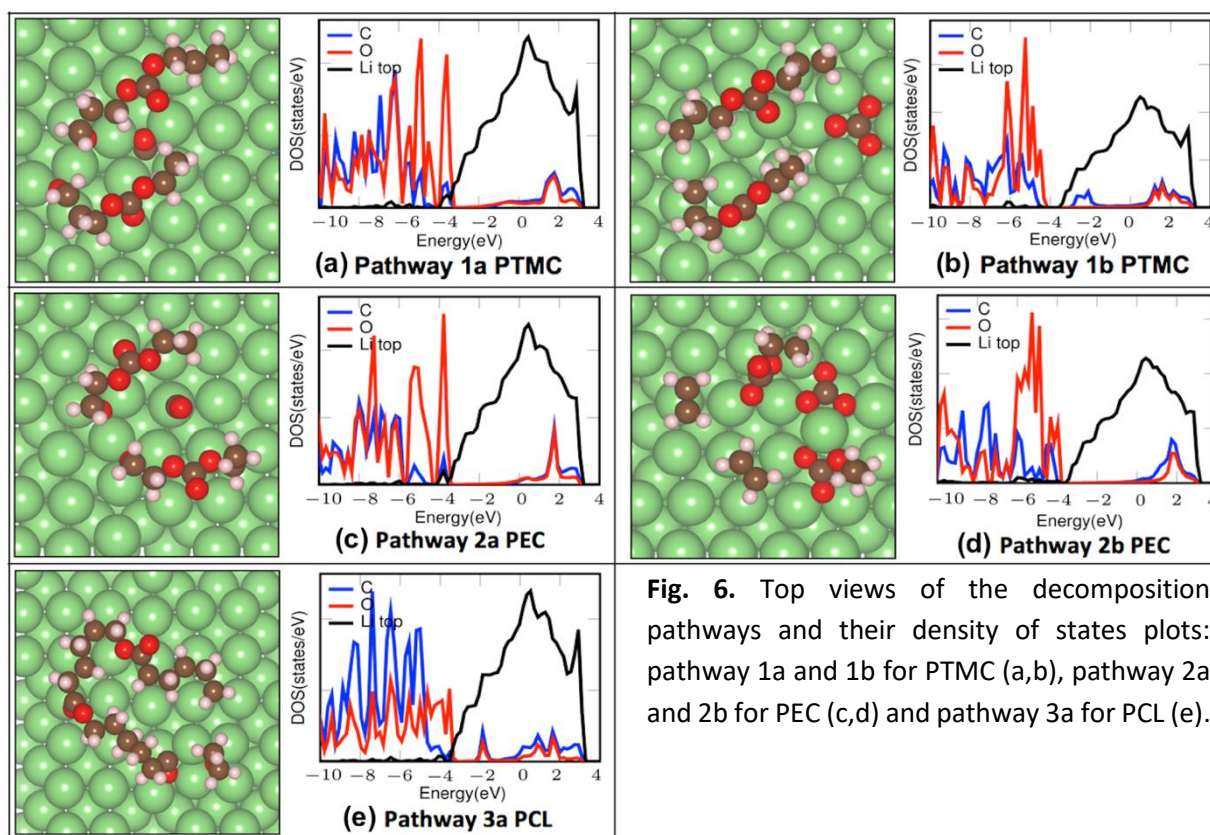 C
O
Li top
DOS(states/eV)
−10 −8 −6 −4 −2 0 2 4
Energy(eV)
(a) Pathway 1a PTMC
C
O
Li top
DOS(states/eV)
−10 −8 −6 −4 −2 0 2 4
Energy(eV)
(b) Pathway 1b PTMC
C
O
Li top
DOS(states/eV)
−10 −8 −6 −4 −2 0 2 4
Energy(eV)
(c) Pathway 2a PEC
C
O
Li top
DOS(states/eV)
−10 −8 −6 −4 −2 0 2 4
Energy(eV)
(d) Pathway 2b PEC
C
O
Li top
DOS(states/eV)
−10 −8 −6 −4 −2 0 2 4
Energy(eV)
(e) Pathway 3a PCL
Fig. 6. Top views of the decomposition
pathways and their density of states plots:
pathway 1a and 1b for PTMC (a,b), pathway 2a
and 2b for PEC (c,d) and pathway 3a for PCL (e).